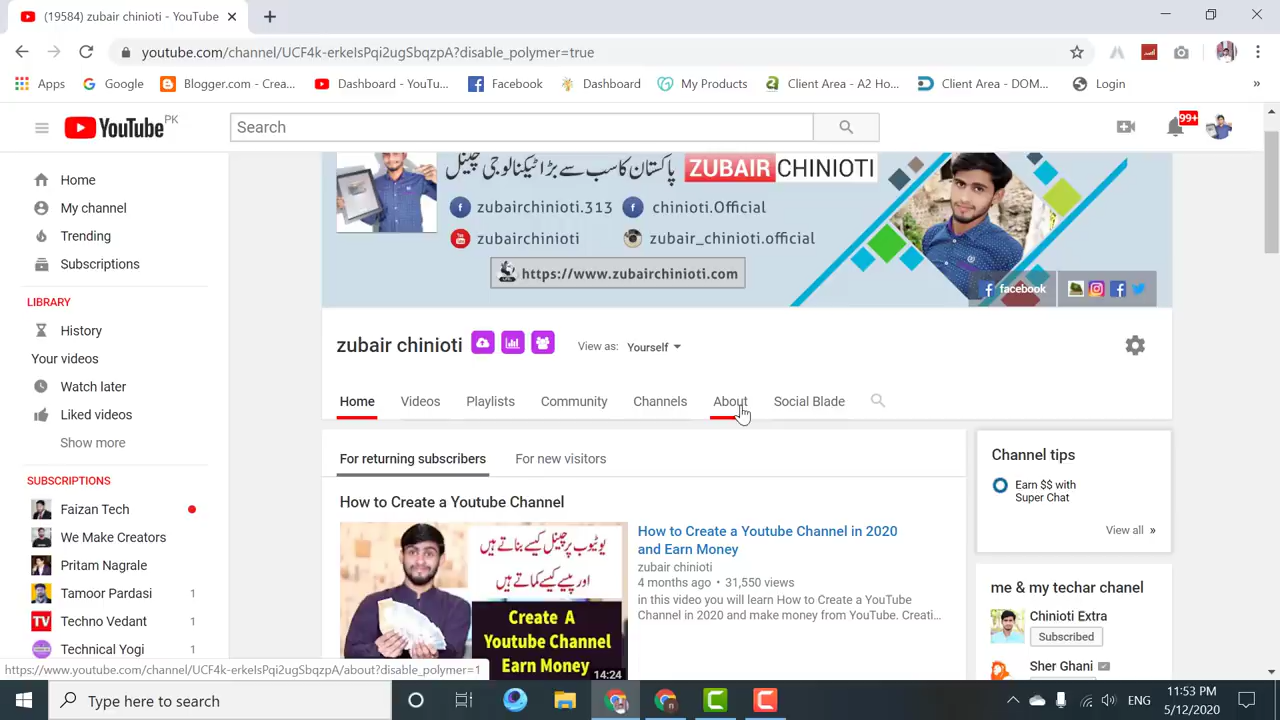 (19584) zubair chinioti - YouTube
youtube.com/channel/UCF4k-erkeIsPqi2ugSbqzpA?disable_polymer=true
Apps Google Blogger.com - Crea... Dashboard - YouTu... Facebook Dashboard My Products Client Area - A2 Ho... Client Area - DOM... Login »
YouTube PK
Search
99+
Home
My channel
Trending
Subscriptions
LIBRARY
History
Your videos
Watch later
Liked videos
Show more
SUBSCRIPTIONS
Faizan Tech
We Make Creators
Pritam Nagrale
Tamoor Pardasi 1
Techno Vedant 1
Technical Yogi 1
پاکستان کا سب سے بڑا ٹیکنالوجی چینل ZUBAIR CHINIOTI
zubairchinioti.313 chinioti.Official
zubairchinioti zubair_chinioti.official
https://www.zubairchinioti.com
facebook
zubair chinioti View as: Yourself
Home Videos Playlists Community Channels About Social Blade
For returning subscribers For new visitors
How to Create a Youtube Channel
یوٹیوب پر چینل کیسے بناتے ہیں
اور پیسے کیسے کماتے ہیں
Create A
Youtube Channel
Earn Money
14:24
How to Create a Youtube Channel in 2020
and Earn Money
zubair chinioti
4 months ago • 31,550 views
in this video you will learn How to Create a YouTube
Channel in 2020 and make money from YouTube. Creati...
Channel tips
Earn $$ with
Super Chat
View all »
me & my techar chanel
Chinioti Extra
Subscribed
Sher Ghani
https://www.youtube.com/channel/UCF4k-erkeIsPqi2ugSbqzpA/about?disable_polymer=1
Type here to search
ENG
11:53 PM
5/12/2020